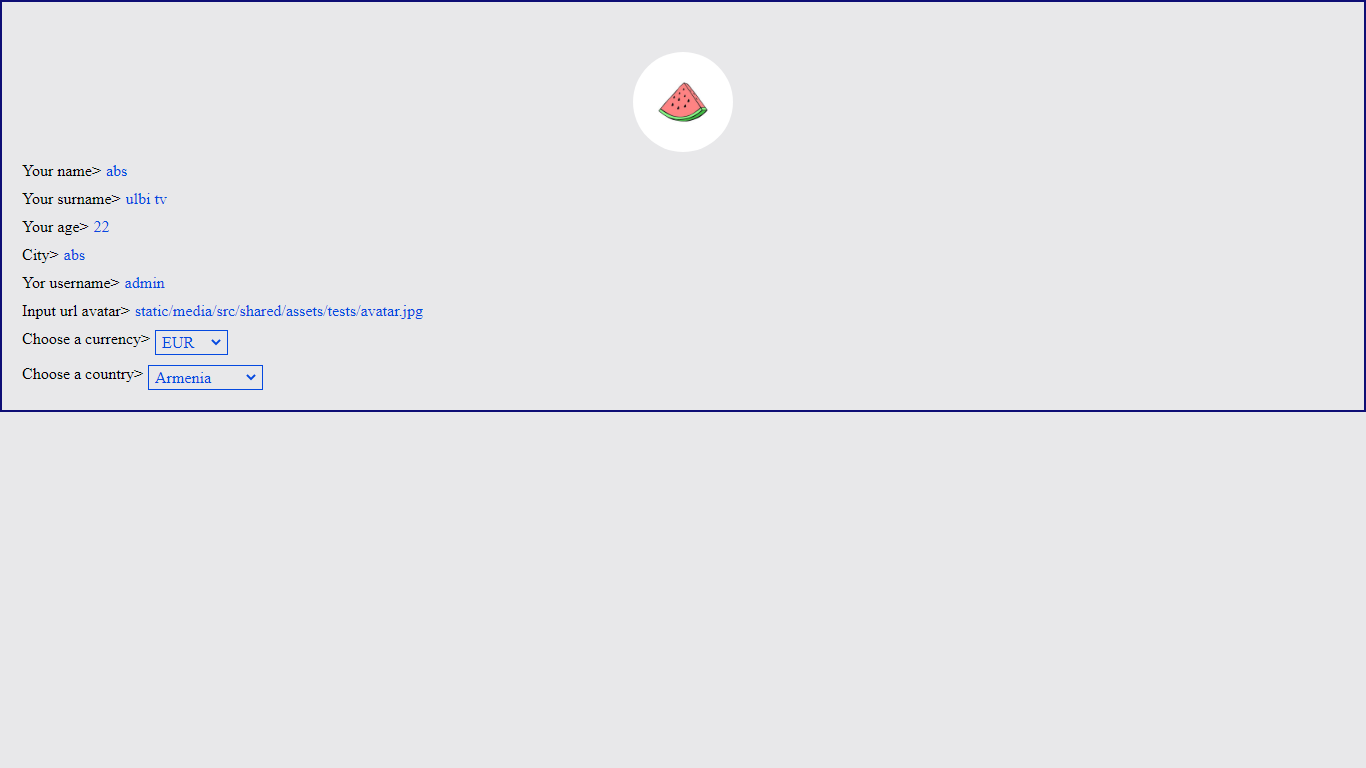 Your name> abs
Your surname> ulbi tv
Your age> 22
City> abs
Yor username> admin
Input url avatar> static/media/src/shared/assets/tests/avatar.jpg
Choose a currency> EUR
Choose a country> Armenia